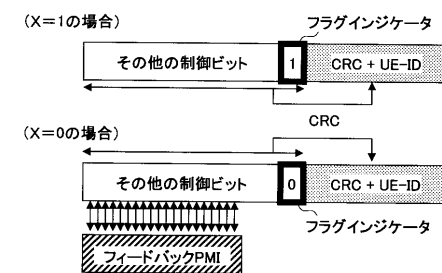 (X=1の場合)
フラグインジケータ
その他の制御ビット 1 CRC + UE-ID
CRC
(X=0の場合)
その他の制御ビット 0 CRC + UE-ID
フラグインジケータ
フィードバックPMI